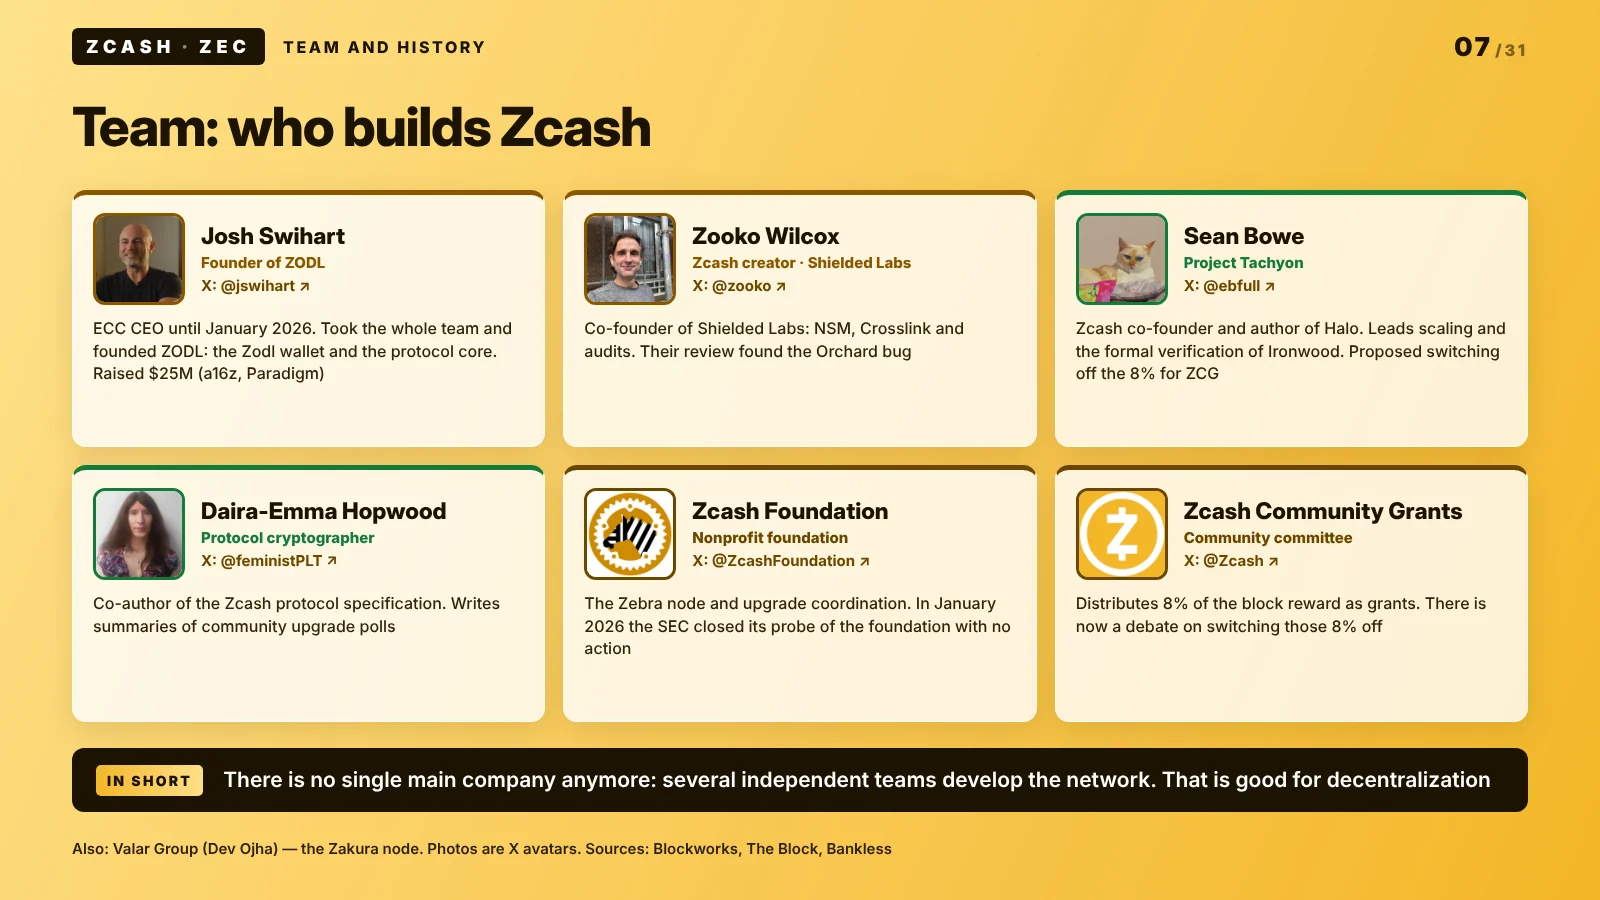 ZCASH · ZEC
TEAM AND HISTORY
07 / 31
Team: who builds Zcash
Josh Swihart
Founder of ZODL
X: @jswihart ↗
ECC CEO until January 2026. Took the whole team and
founded ZODL: the Zodl wallet and the protocol core.
Raised $25M (a16z, Paradigm)
Zooko Wilcox
Zcash creator · Shielded Labs
X: @zooko ↗
Co-founder of Shielded Labs: NSM, Crosslink and
audits. Their review found the Orchard bug
Sean Bowe
Project Tachyon
X: @ebfull ↗
Zcash co-founder and author of Halo. Leads scaling and
the formal verification of Ironwood. Proposed switching
off the 8% for ZCG
Daira-Emma Hopwood
Protocol cryptographer
X: @feministPLT ↗
Co-author of the Zcash protocol specification. Writes
summaries of community upgrade polls
Zcash Foundation
Nonprofit foundation
X: @ZcashFoundation ↗
The Zebra node and upgrade coordination. In January
2026 the SEC closed its probe of the foundation with no
action
Zcash Community Grants
Community committee
X: @Zcash ↗
Distributes 8% of the block reward as grants. There is
now a debate on switching those 8% off
IN SHORT
There is no single main company anymore: several independent teams develop the network. That is good for decentralization
Also: Valar Group (Dev Ojha) — the Zakura node. Photos are X avatars. Sources: Blockworks, The Block, Bankless